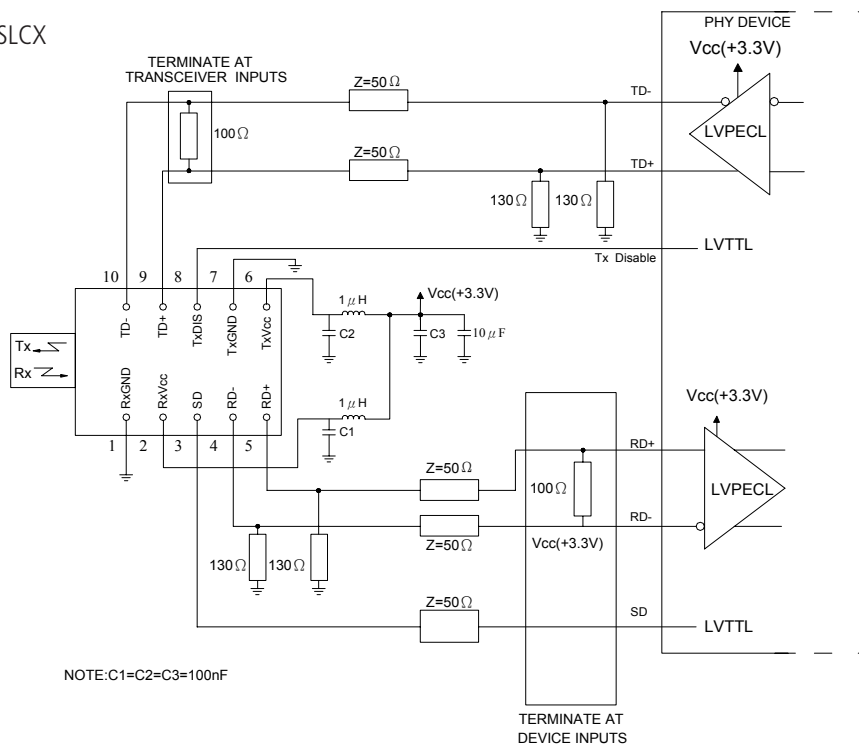 SLCX
PHY DEVICE
Vcc(+3.3V)
TERMINATE AT
TRANSCEIVER INPUTS
Z=50Ω
TD-
100Ω
LVPECL
Z=50Ω
TD+
130Ω
130Ω
LVTTL
Tx Disable
10 9 8 7 6
1μH
Vcc(+3.3V)
TD-
TD+
TxDIS
TxGND
TxVcc
C2
C3
10μF
Tx
Rx
RxGND
RxVcc
SD
RD-
RD+
1μH
C1
Vcc(+3.3V)
1 2 3 4 5
RD+
Z=50Ω
100Ω
LVPECL
RD-
Z=50Ω
Vcc(+3.3V)
130Ω
130Ω
Z=50Ω
SD
LVTTL
NOTE:C1=C2=C3=100nF
TERMINATE AT
DEVICE INPUTS